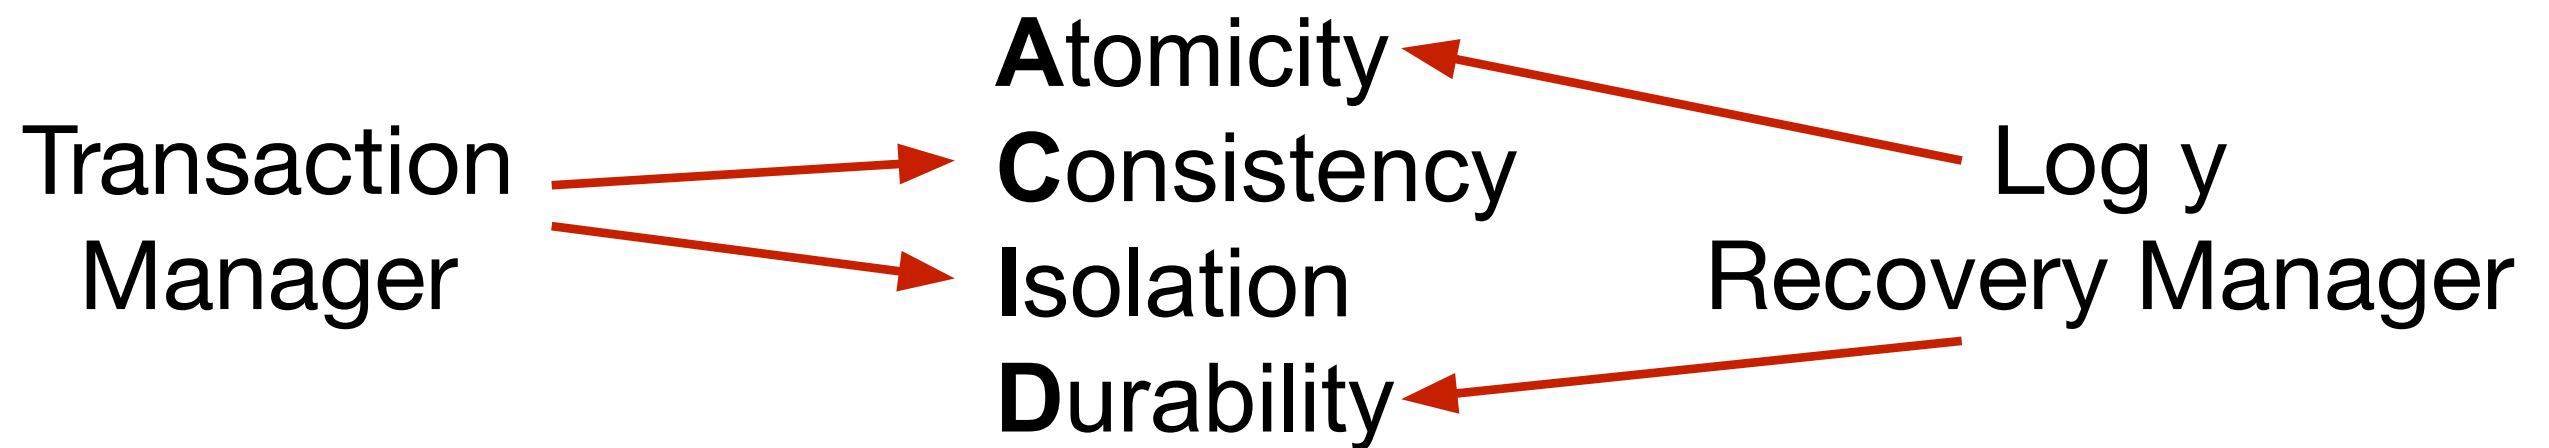 Transaction
Manager
Atomicity
Consistency
Isolation
Durability
Log y
Recovery Manager